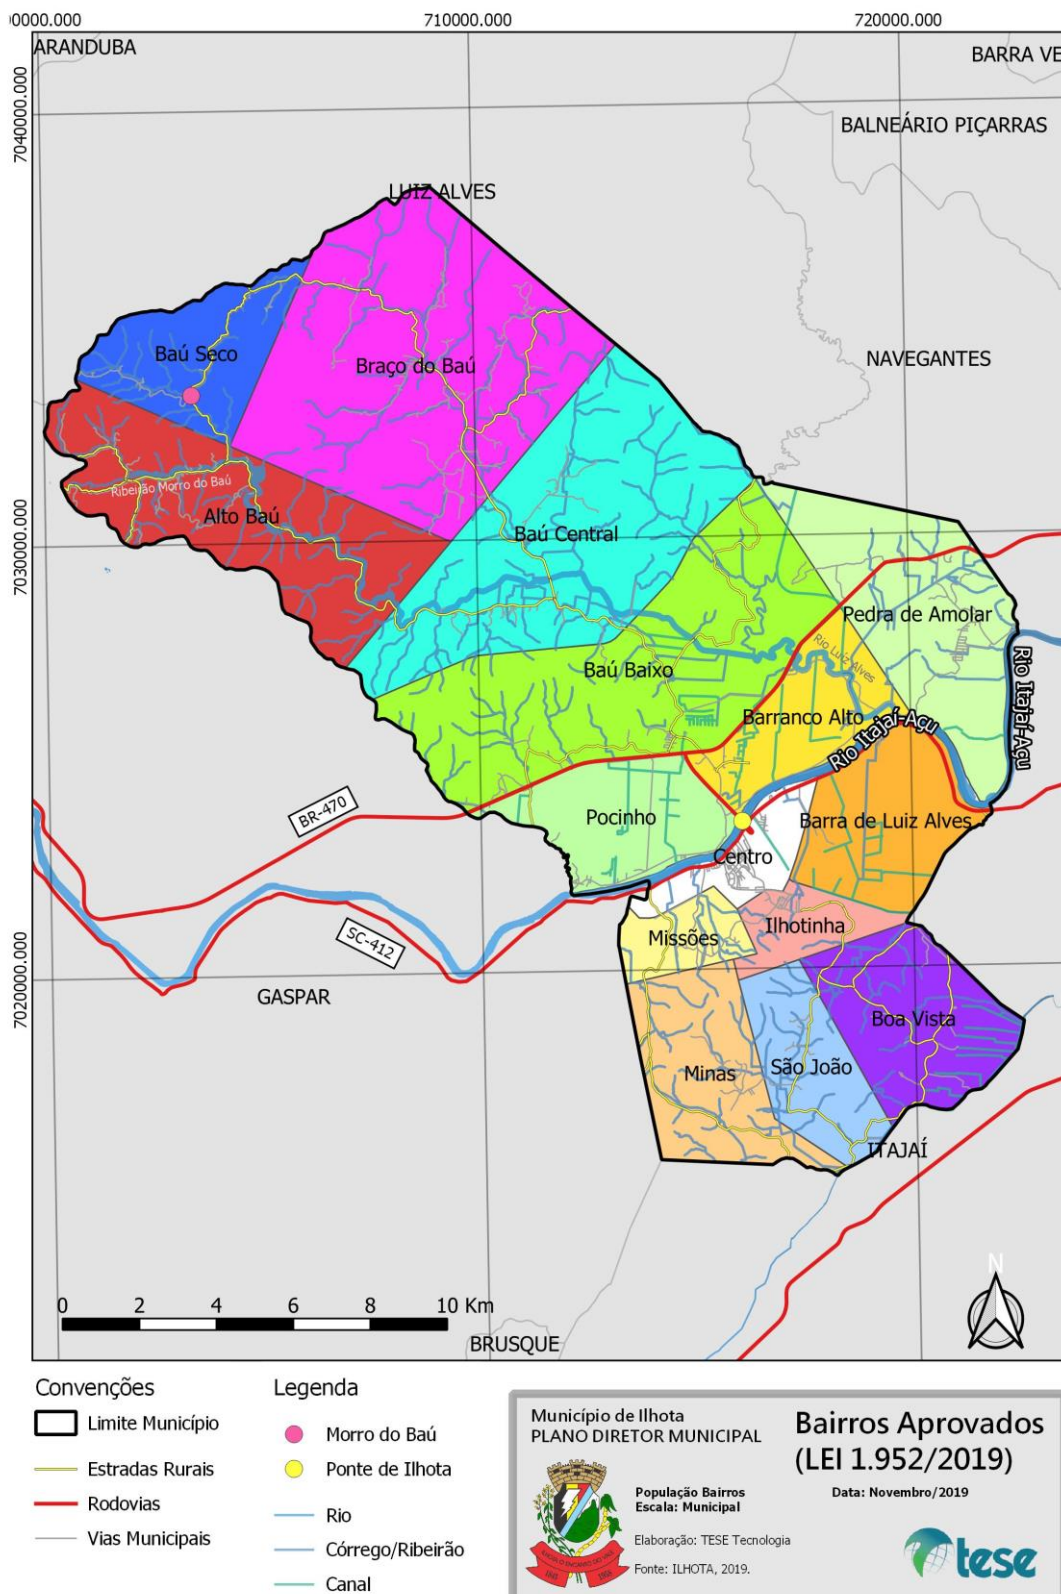 00000.000
710000.000
720000.000
ARANDUBA
BARRA VE
7040000.000
BALNEÁRIO PIÇARRAS
LUIZ ALVES
Baú Seco
Braço do Baú
NAVEGANTES
Ribeirão Morro do Baú
Alto Baú
Baú Central
7030000.000
Pedra de Amolar
Rio Luiz Alves
Baú Baixo
Rio Itajaí-Açu
Barranco Alto
Rio Itajaí-Açu
BR-470
Pocinho
Barra de Luiz Alves
Centro
SC-412
Missões
Ilhotinha
7020000.000
GASPAR
Boa Vista
Minas
São João
ITAJAÍ
N
0 2 4 6 8 10 Km
BRUSQUE
Convenções
Limite Município
Estradas Rurais
Rodovias
Vias Municipais
Legenda
Morro do Baú
Ponte de Ilhota
Rio
Córrego/Ribeirão
Canal
Município de Ilhota
PLANO DIRETOR MUNICIPAL
População Bairros
Escala: Municipal
Elaboração: TESE Tecnologia
Fonte: ILHOTA, 2019.
Bairros Aprovados
(LEI 1.952/2019)
Data: Novembro/2019
tese